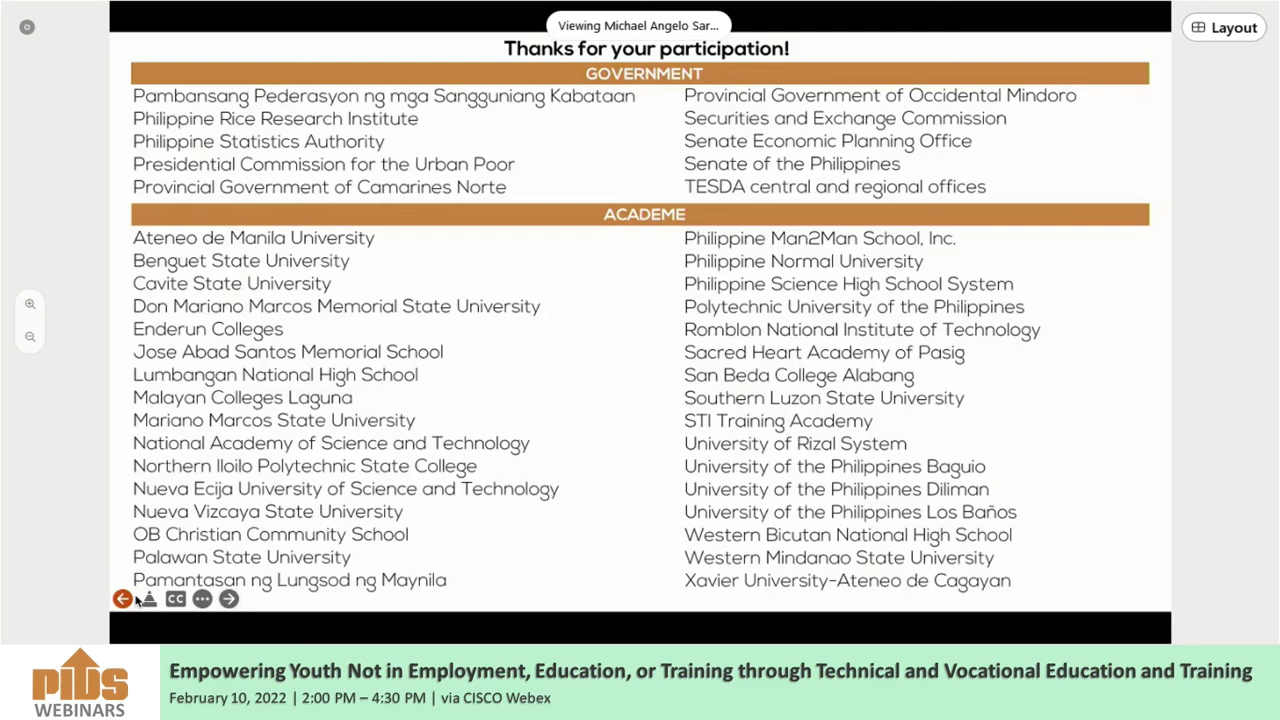 Viewing Michael Angelo Sar...
Layout
Thanks for your participation!
GOVERNMENT
Pambansang Pederasyon ng mga Sangguniang Kabataan
Philippine Rice Research Institute
Philippine Statistics Authority
Presidential Commission for the Urban Poor
Provincial Government of Camarines Norte
Provincial Government of Occidental Mindoro
Securities and Exchange Commission
Senate Economic Planning Office
Senate of the Philippines
TESDA central and regional offices
ACADEME
Ateneo de Manila University
Benguet State University
Cavite State University
Don Mariano Marcos Memorial State University
Enderun Colleges
Jose Abad Santos Memorial School
Lumbangan National High School
Malayan Colleges Laguna
Mariano Marcos State University
National Academy of Science and Technology
Northern Iloilo Polytechnic State College
Nueva Ecija University of Science and Technology
Nueva Vizcaya State University
OB Christian Community School
Palawan State University
Pamantasan ng Lungsod ng Maynila
Philippine Man2Man School, Inc.
Philippine Normal University
Philippine Science High School System
Polytechnic University of the Philippines
Romblon National Institute of Technology
Sacred Heart Academy of Pasig
San Beda College Alabang
Southern Luzon State University
STI Training Academy
University of Rizal System
University of the Philippines Baguio
University of the Philippines Diliman
University of the Philippines Los Baños
Western Bicutan National High School
Western Mindanao State University
Xavier University-Ateneo de Cagayan
CC
PIDS
WEBINARS
Empowering Youth Not in Employment, Education, or Training through Technical and Vocational Education and Training
February 10, 2022 | 2:00 PM – 4:30 PM | via CISCO Webex